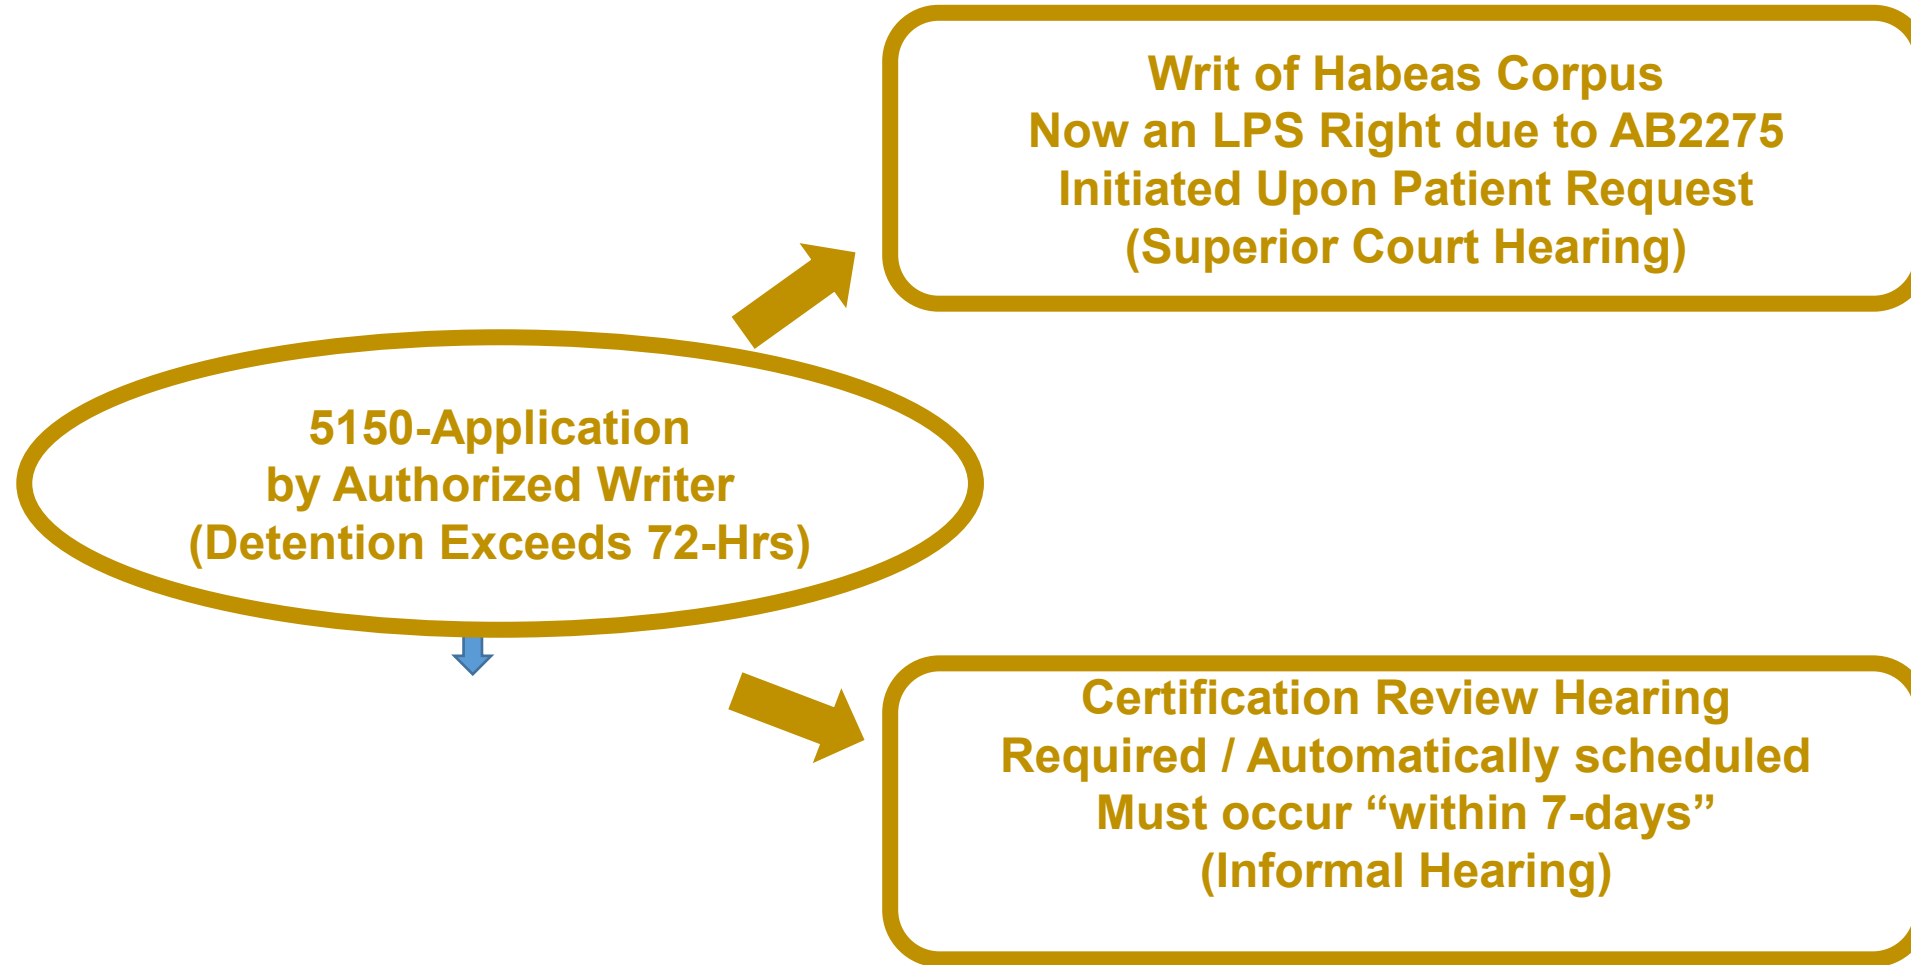 Writ of Habeas Corpus
Now an LPS Right due to AB2275
Initiated Upon Patient Request
(Superior Court Hearing)
5150-Application
by Authorized Writer
(Detention Exceeds 72-Hrs)
Certification Review Hearing
Required / Automatically scheduled
Must occur “within 7-days”
(Informal Hearing)